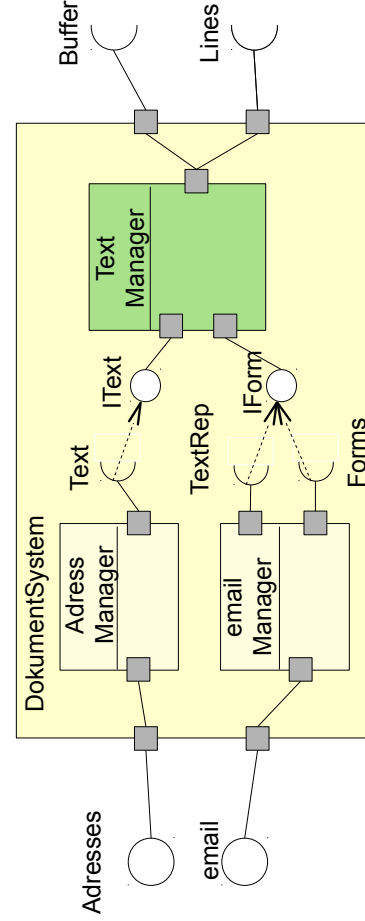 DokumentSystem
Adresses
email
Adress
Manager
email
Manager
Text
TextRep
Forms
IText
IForm
Text
Manager
Buffer
Lines